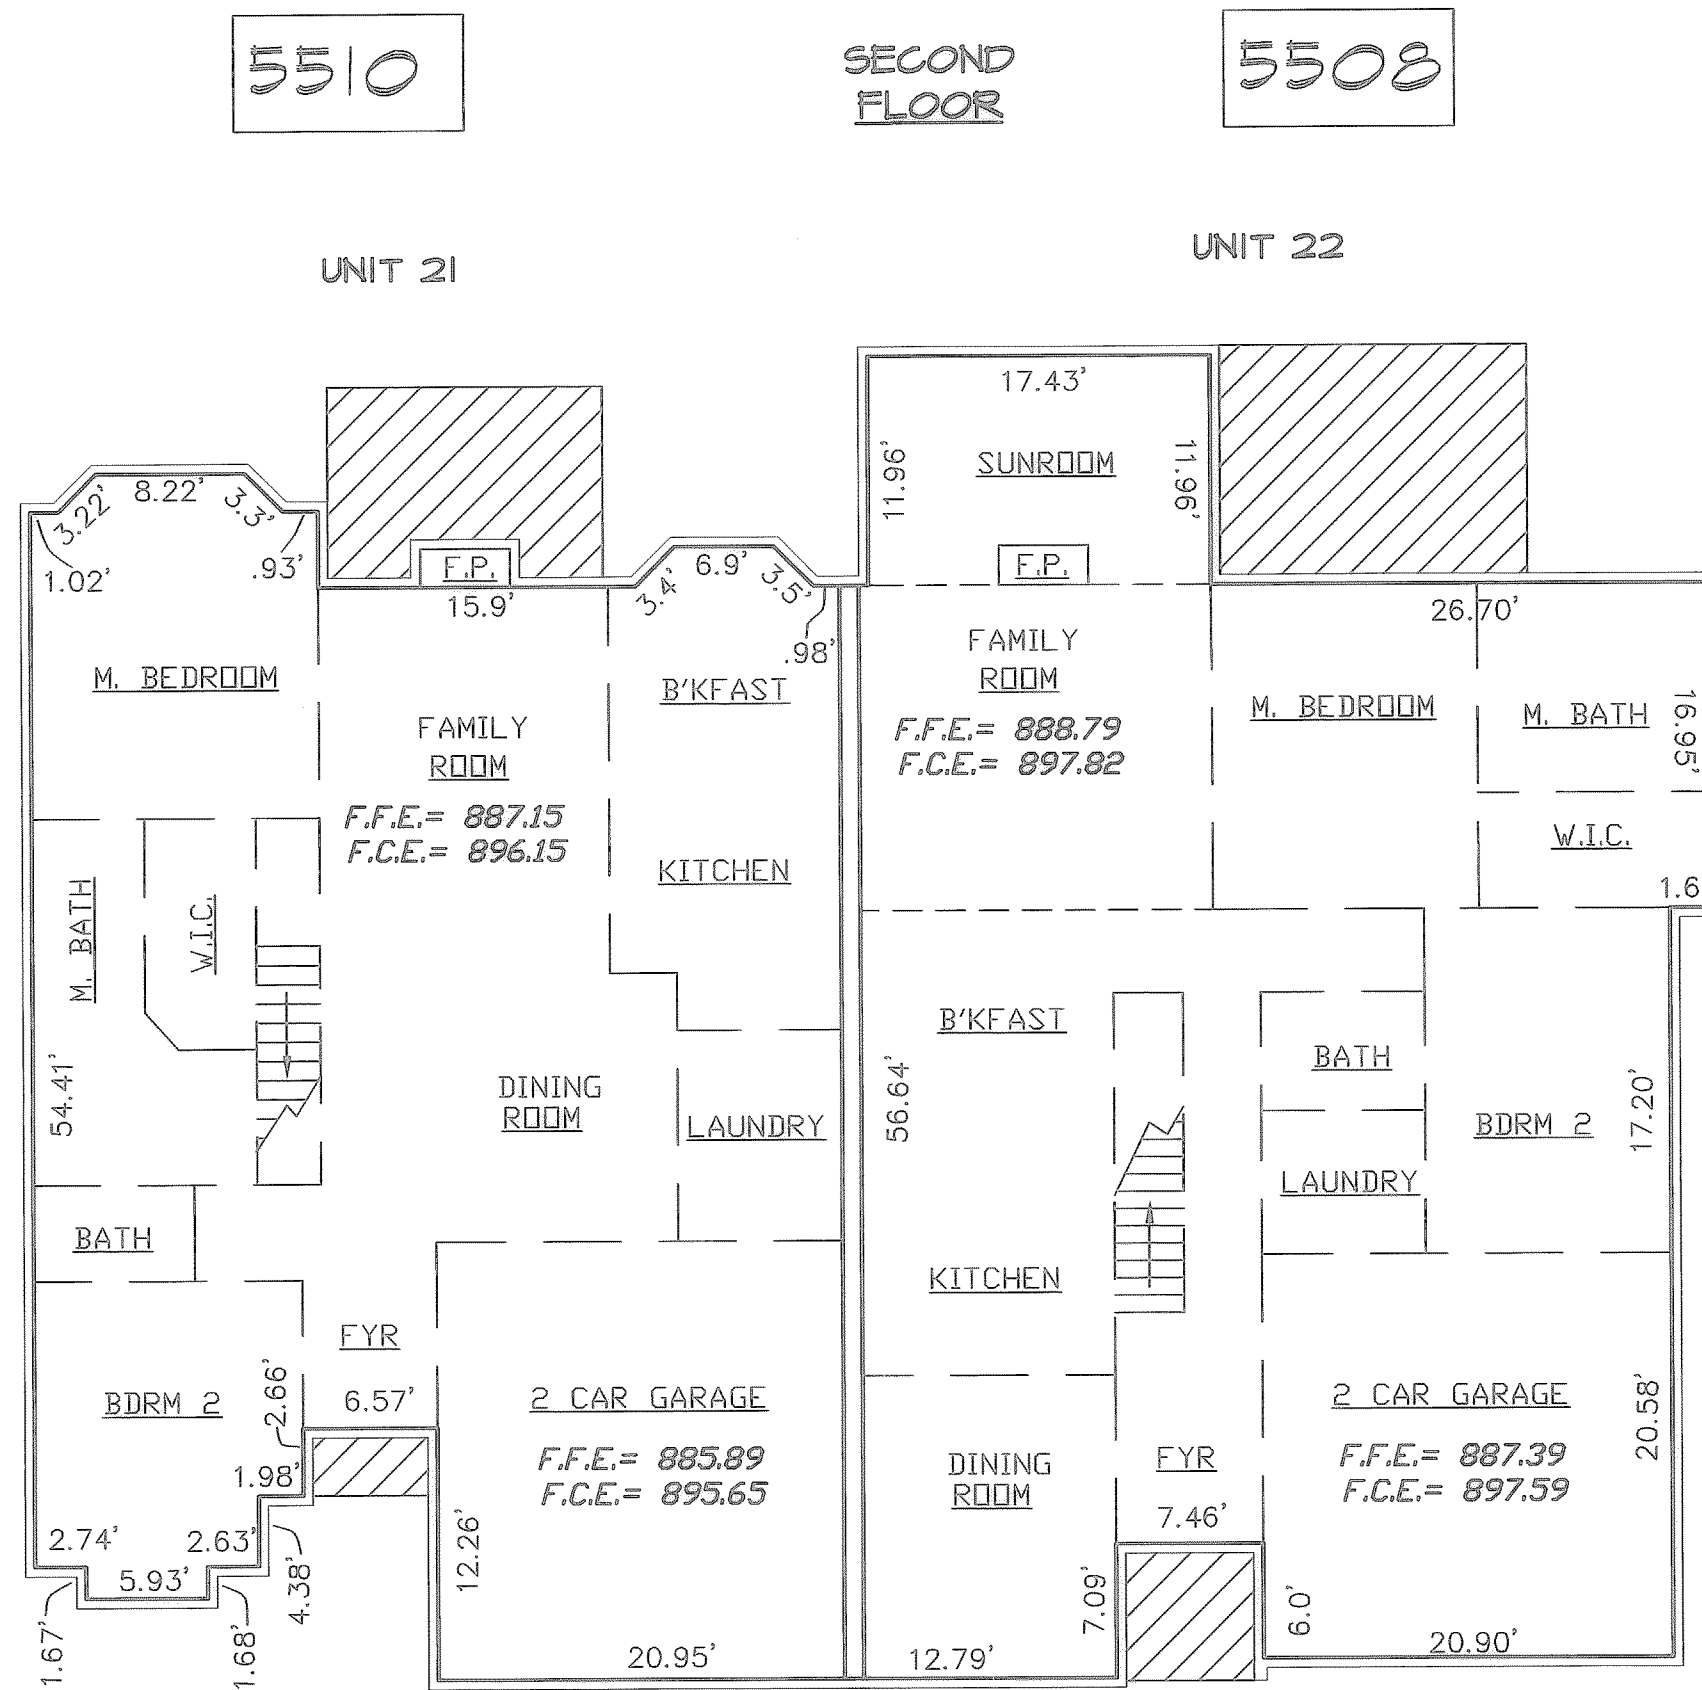 5510
SECOND
FLOOR
5508
UNIT 21
UNIT 22
17.43'
11.96'
SUNROOM
11.96'
F.P.
8.22'
3.22'
3.3'
1.02'
.93'
F.P.
15.9'
6.9'
3.4'
3.5'
.98'
26.70'
M. BEDROOM
FAMILY
ROOM
F.F.E.= 887.15
F.C.E.= 896.15
B'KFAST
KITCHEN
M. BATH
W.I.C.
54.41'
DINING
ROOM
LAUNDRY
BATH
BDRM 2
FYR
6.57'
2.66'
1.98'
2.74'
2.63'
5.93'
4.38'
1.67'
1.68'
2 CAR GARAGE
F.F.E.= 885.89
F.C.E.= 895.65
12.26'
20.95'
FAMILY
ROOM
F.F.E.= 888.79
F.C.E.= 897.82
M. BEDROOM
M. BATH
16.95'
W.I.C.
1.6
B'KFAST
56.64'
BATH
BDRM 2
17.20'
LAUNDRY
KITCHEN
2 CAR GARAGE
F.F.E.= 887.39
F.C.E.= 897.59
20.58'
DINING
ROOM
FYR
7.46'
7.09'
6.0'
12.79'
20.90'